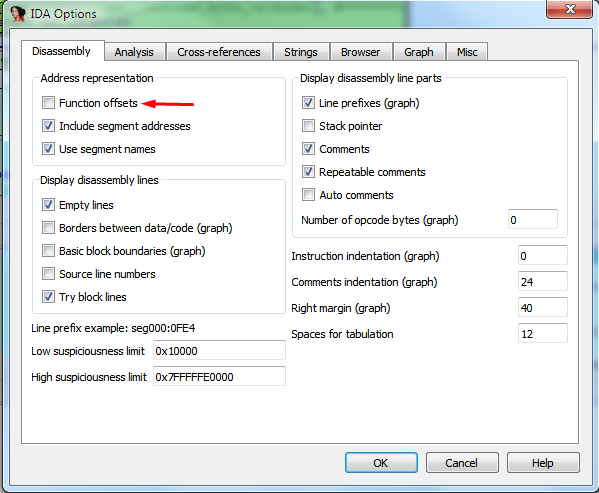 IDA Options
Disassembly Analysis Cross-references Strings Browser Graph Misc
Address representation
Function offsets
Include segment addresses
Use segment names
Display disassembly lines
Empty lines
Borders between data/code (graph)
Basic block boundaries (graph)
Source line numbers
Try block lines
Line prefix example: seg000:0FE4
Low suspiciousness limit 0x10000
High suspiciousness limit 0x7FFFFFE0000
Display disassembly line parts
Line prefixes (graph)
Stack pointer
Comments
Repeatable comments
Auto comments
Number of opcode bytes (graph) 0
Instruction indentation (graph) 0
Comments indentation (graph) 24
Right margin (graph) 40
Spaces for tabulation 12
OK Cancel Help